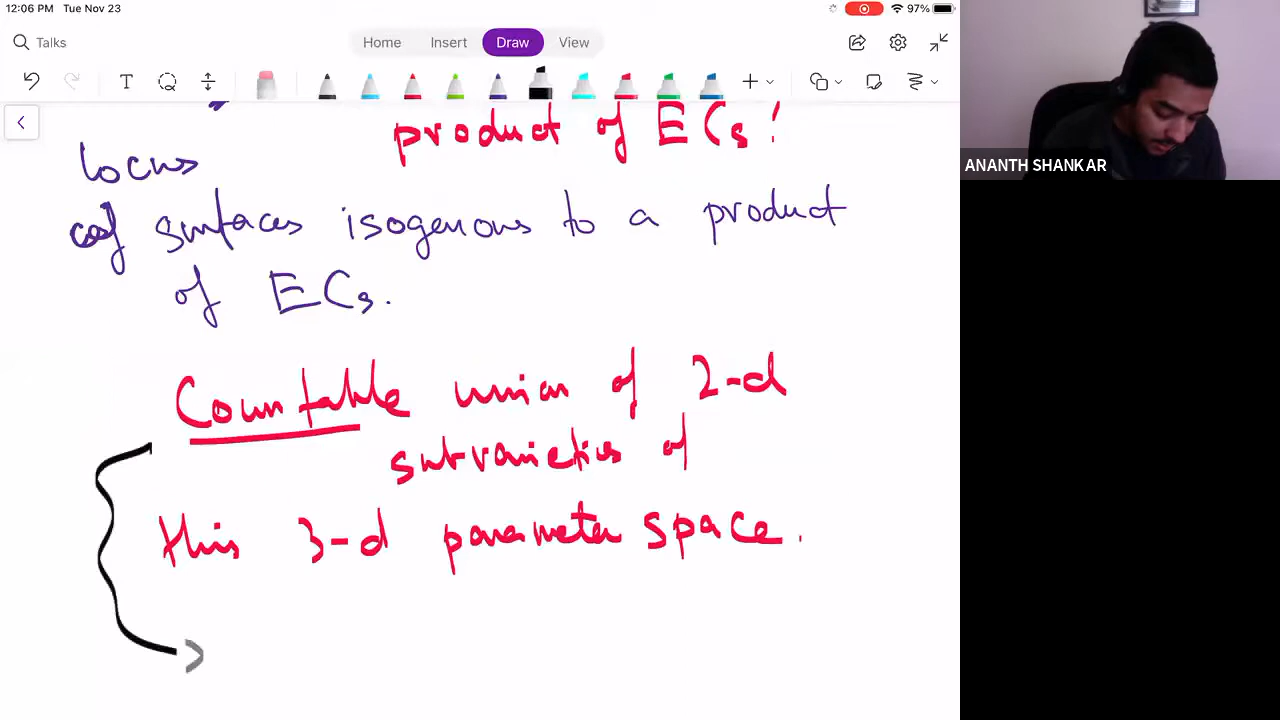 12:06 PM Tue Nov 23
97%
Talks
Home Insert Draw View
T
product of ECs!
locus
of surfaces isogenous to a product
of ECs.
Countable union of 2-d
subvarieties of
this 3-d parameter space.
ANANTH SHANKAR